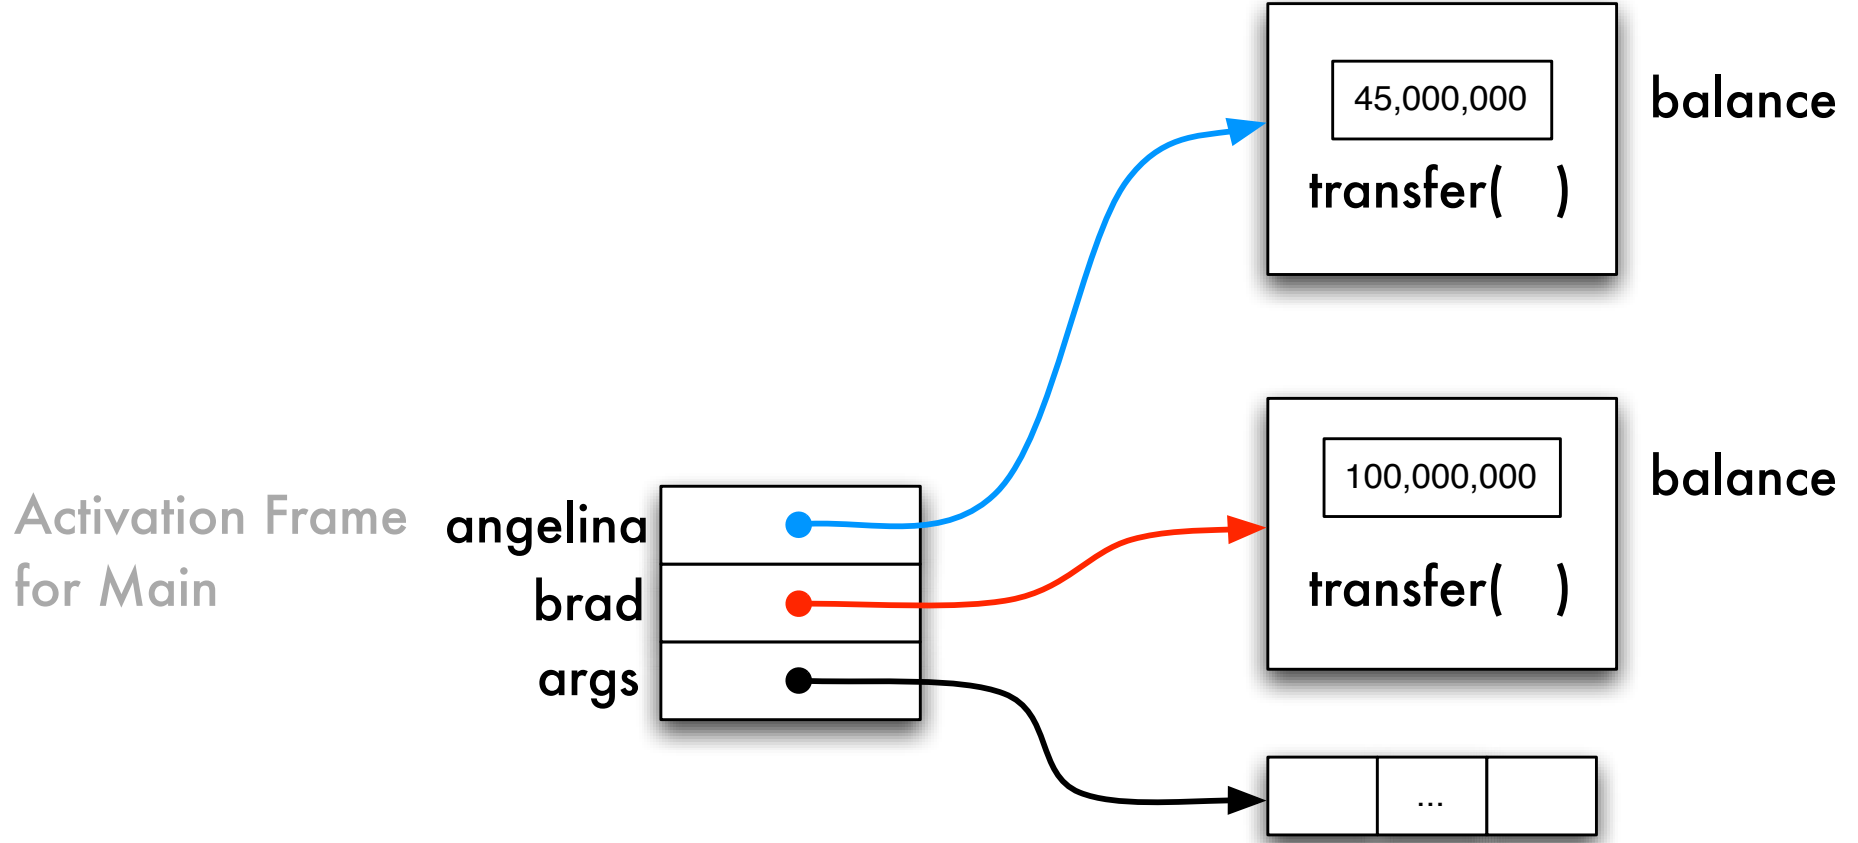 45,000,000
balance
transfer( )
100,000,000
balance
transfer( )
Activation Frame
for Main
angelina
brad
args
...